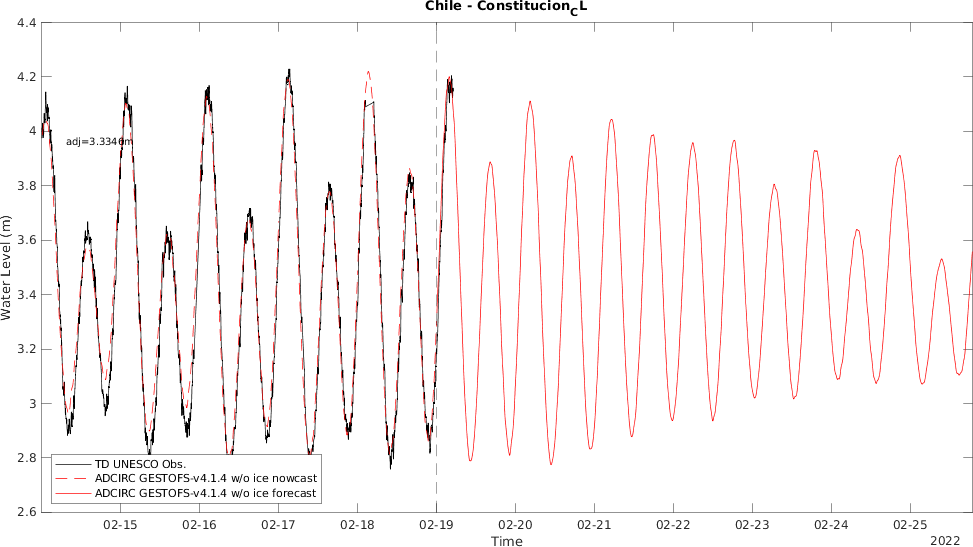 Chile - Constitucion_CL
4.4
4.2
4
3.8
3.6
3.4
3.2
3
2.8
2.6
Water Level (m)
adj=3.3340m
TD UNESCO Obs.
ADCIRC GESTOFS-v4.1.4 w/o ice nowcast
ADCIRC GESTOFS-v4.1.4 w/o ice forecast
02-15 02-16 02-17 02-18 02-19 02-20 02-21 02-22 02-23 02-24 02-25
Time
2022